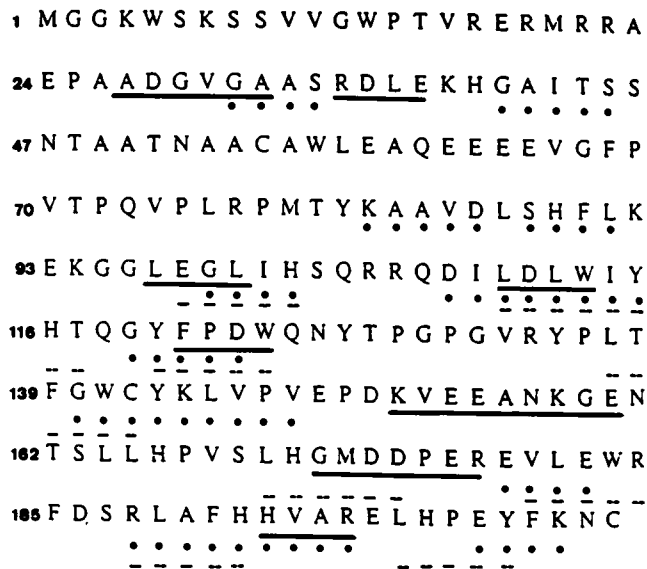 1 M G G K W S K S S V V G W P T V R E R M R R A
24 E P A A D G V G A A S R D L E K H G A I T S S
47 N T A A T N A A C A W L E A Q E E E E V G F P
70 V T P Q V P L R P M T Y K A A V D L S H F L K
93 E K G G L E G L I H S Q R R Q D I L D L W I Y
116 H T Q G Y F P D W Q N Y T P G P G V R Y P L T
139 F G W C Y K L V P V E P D K V E E A N K G E N
162 T S L L H P V S L H G M D D P E R E V L E W R
185 F D S R L A F H H V A R E L H P E Y F K N C